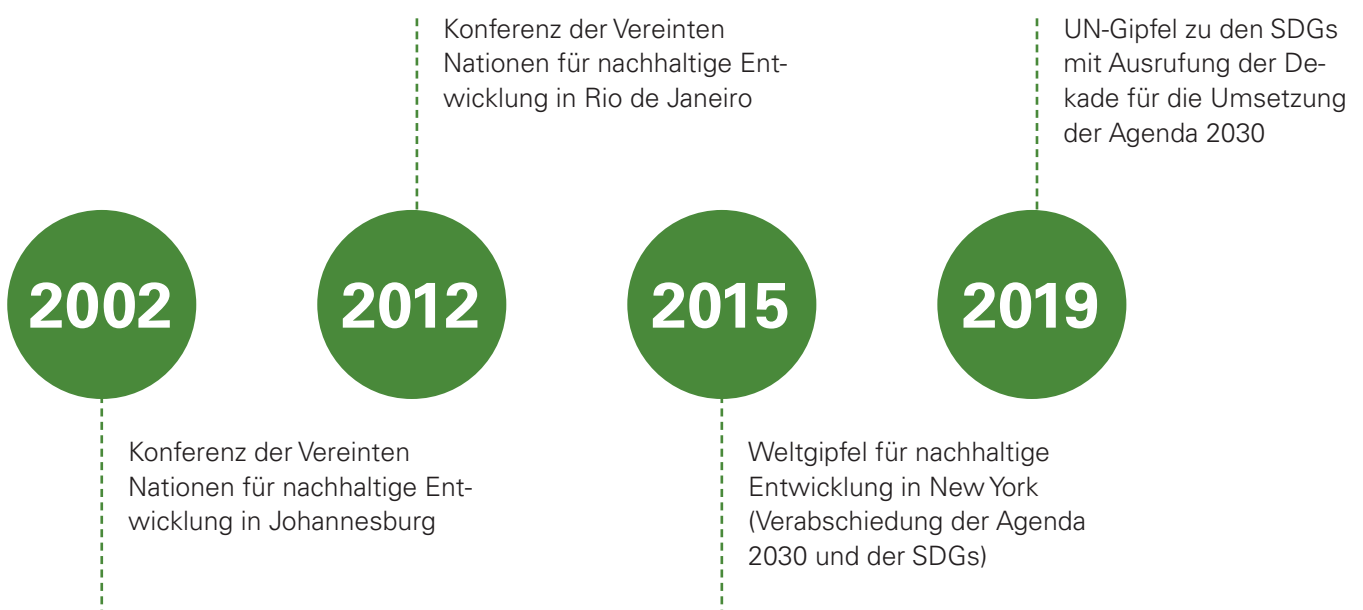 Konferenz der Vereinten
Nationen für nachhaltige Ent-
wicklung in Rio de Janeiro
UN-Gipfel zu den SDGs
mit Ausrufung der De-
kade für die Umsetzung
der Agenda 2030
2002
2012
2015
2019
Konferenz der Vereinten
Nationen für nachhaltige Ent-
wicklung in Johannesburg
Weltgipfel für nachhaltige
Entwicklung in New York
(Verabschiedung der Agenda
2030 und der SDGs)